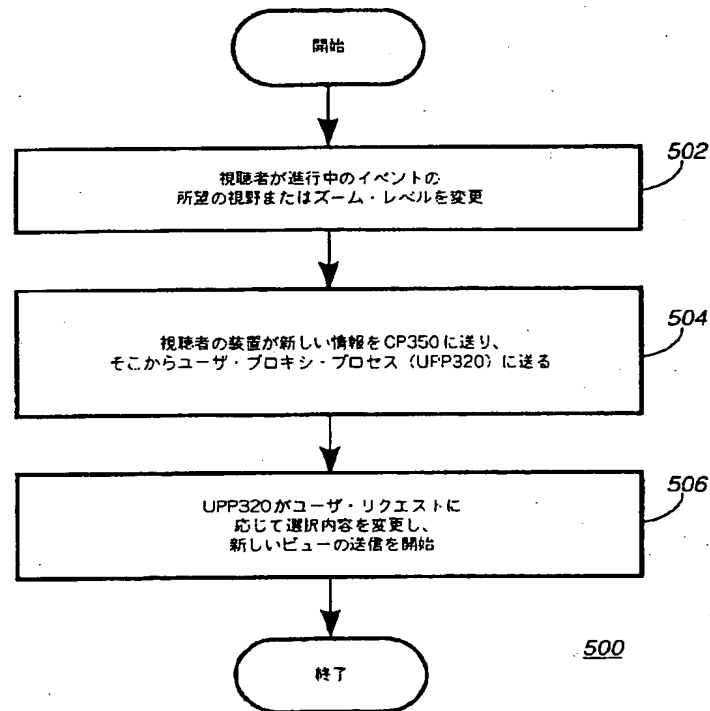 開始
視聴者が進行中のイベントの
所望の視野またはズーム・レベルを変更
502
視聴者の装置が新しい情報をCP350に送り、
そこからユーザ・プロキシ・プロセス（UPP320）に送る
504
UPP320がユーザ・リクエストに
応じて選択内容を変更し、
新しいビューの送信を開始
506
終了
500